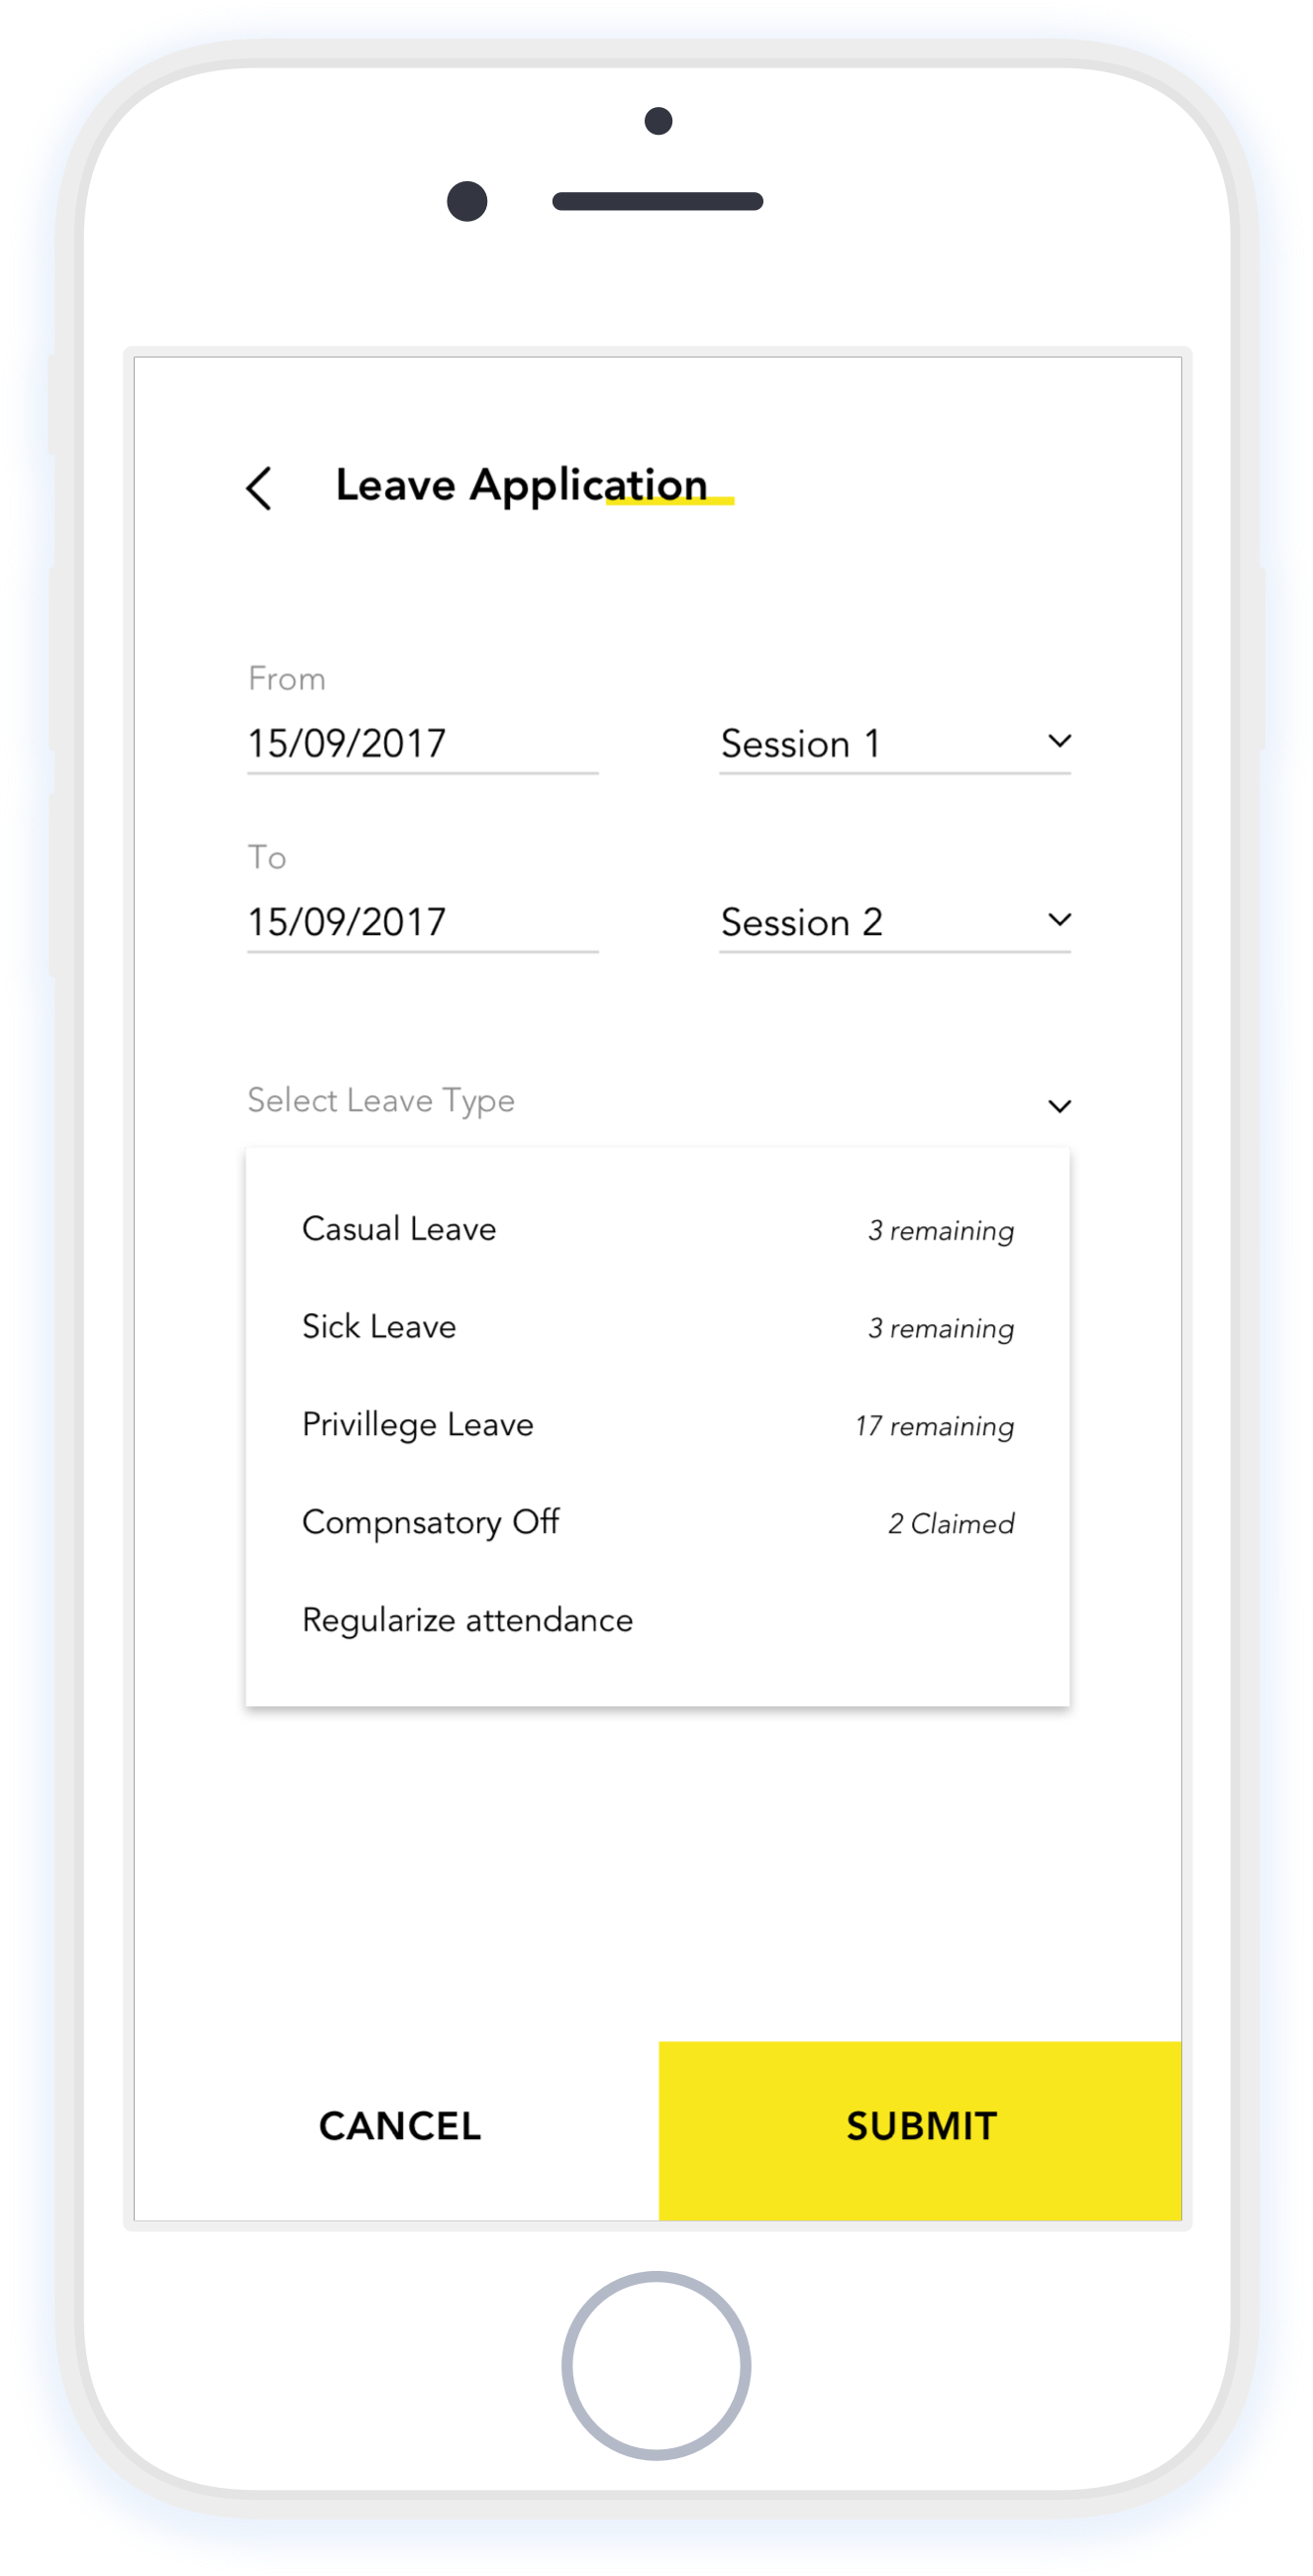 Leave Application
From
15/09/2017 Session 1
To
15/09/2017 Session 2
Select Leave Type
Casual Leave 3 remaining
Sick Leave 3 remaining
Privillege Leave 17 remaining
Compnsatory Off 2 Claimed
Regularize attendance
CANCEL SUBMIT